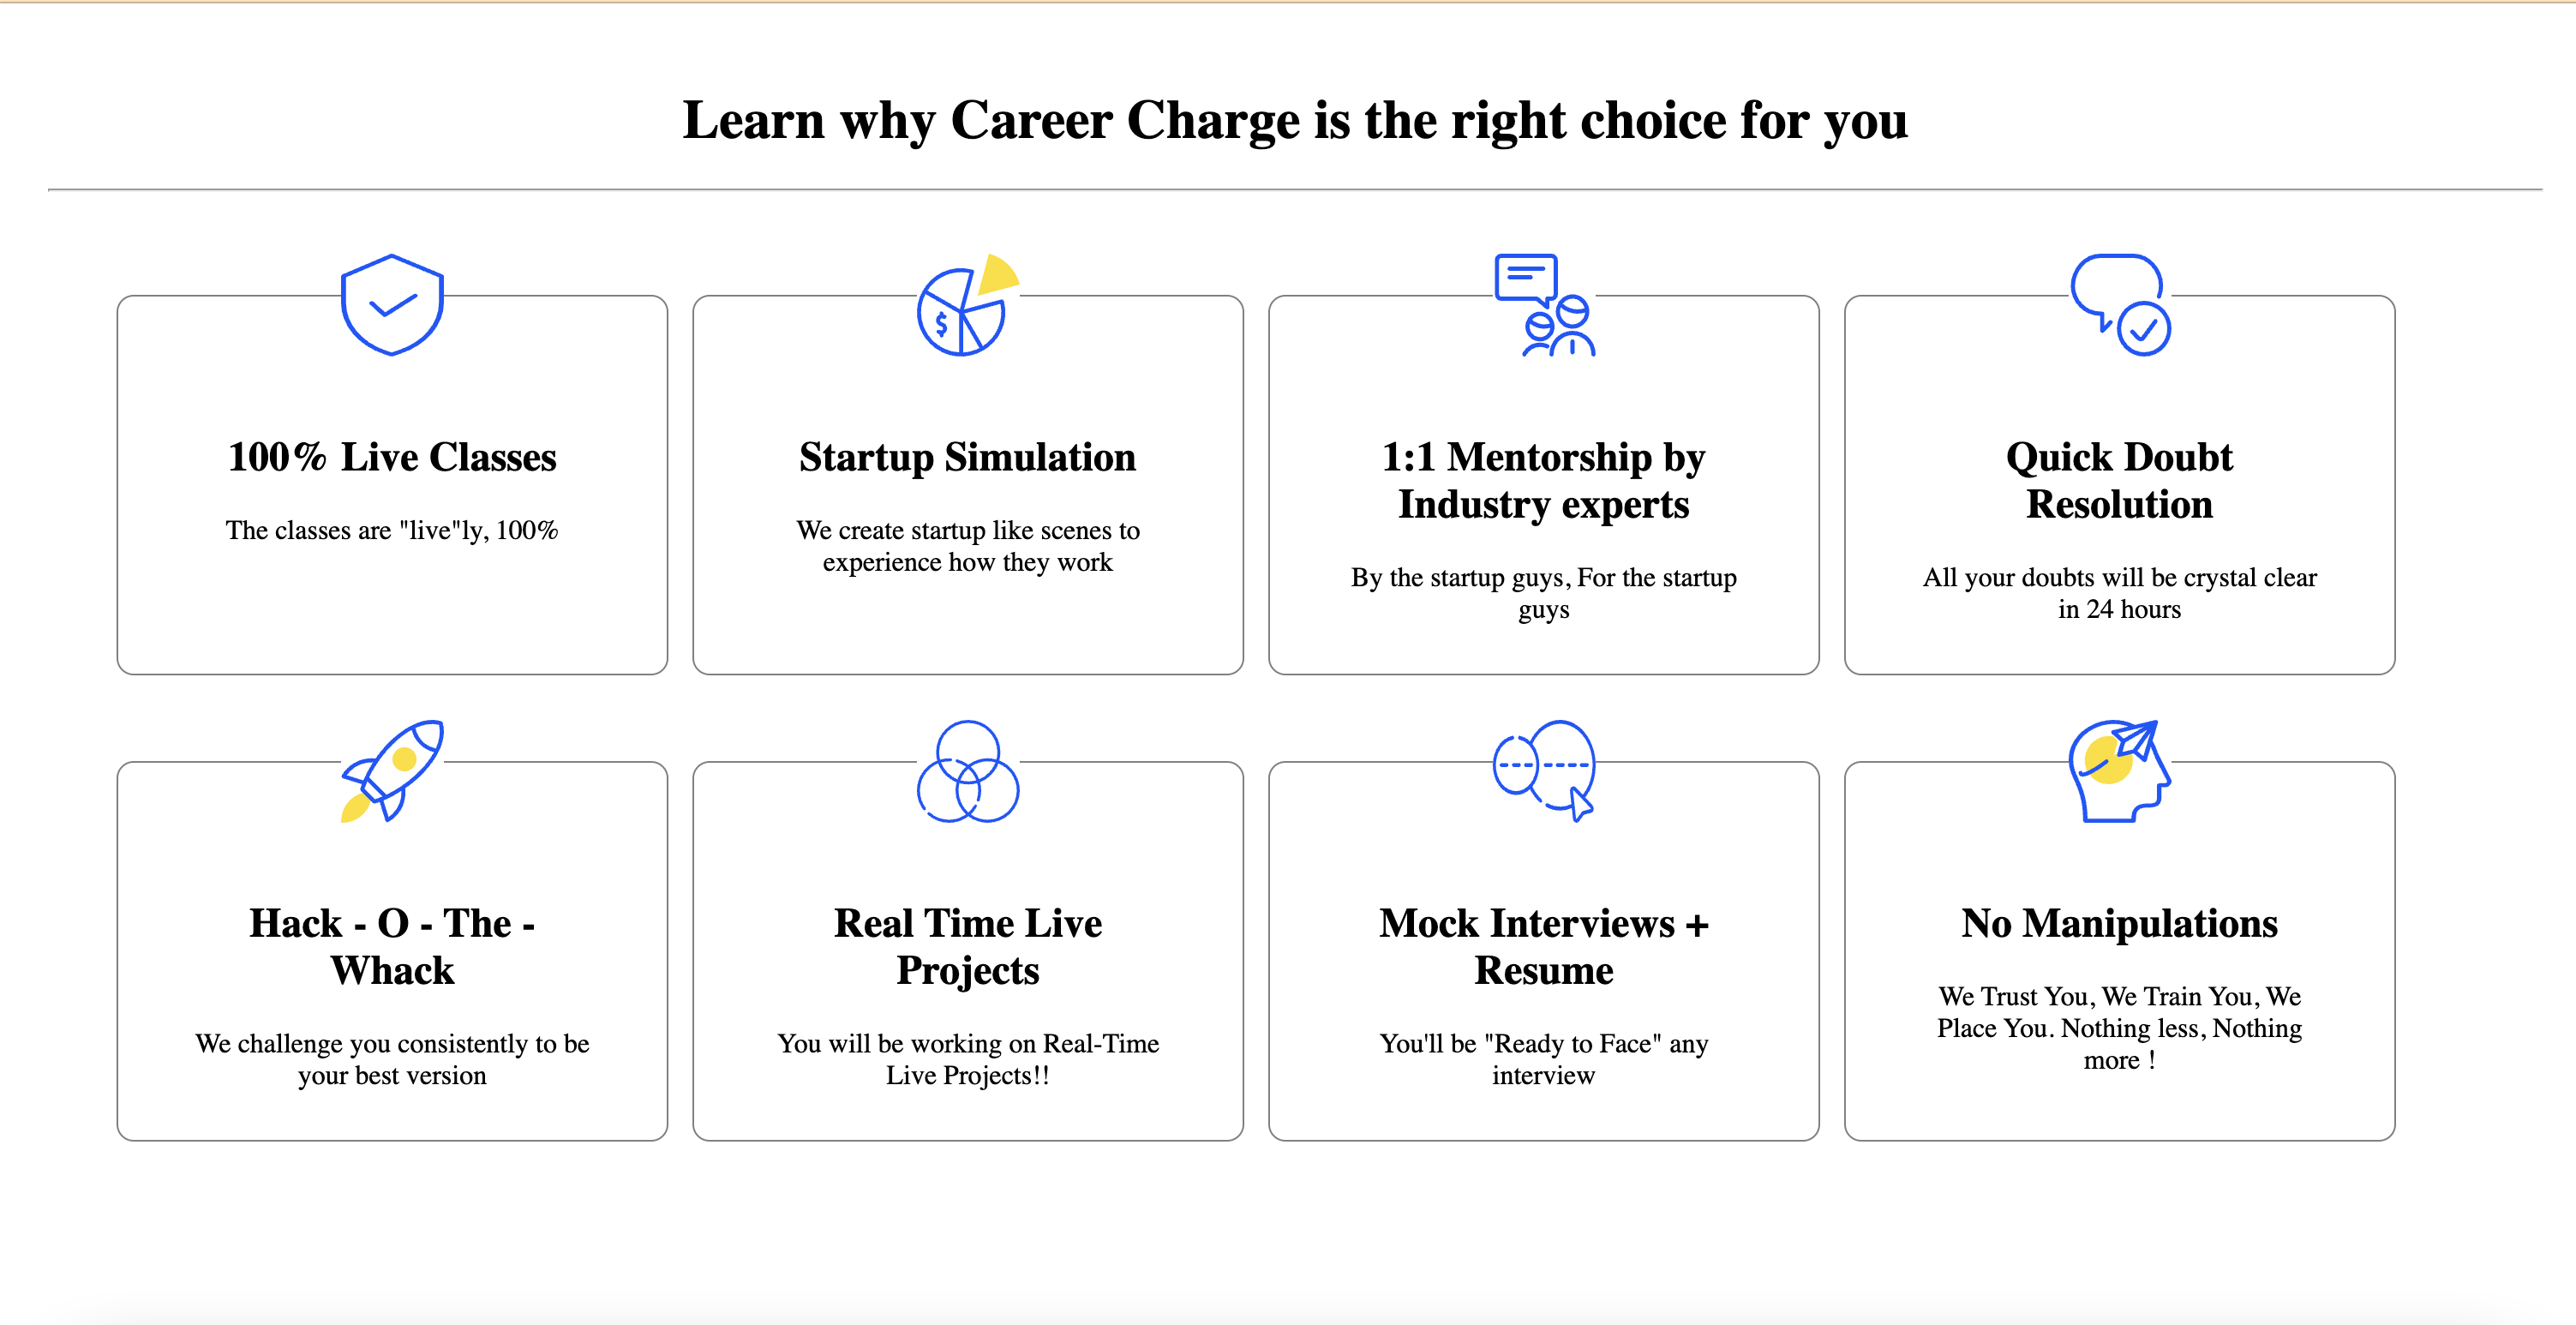 Learn why Career Charge is the right choice for you
100% Live Classes
The classes are "live"ly, 100%
$
Startup Simulation
We create startup like scenes to
experience how they work
1:1 Mentorship by
Industry experts
By the startup guys, For the startup
guys
Quick Doubt
Resolution
All your doubts will be crystal clear
in 24 hours
Hack - O - The -
Whack
We challenge you consistently to be
your best version
Real Time Live
Projects
You will be working on Real-Time
Live Projects!!
Mock Interviews +
Resume
You'll be "Ready to Face" any
interview
No Manipulations
We Trust You, We Train You, We
Place You. Nothing less, Nothing
more !